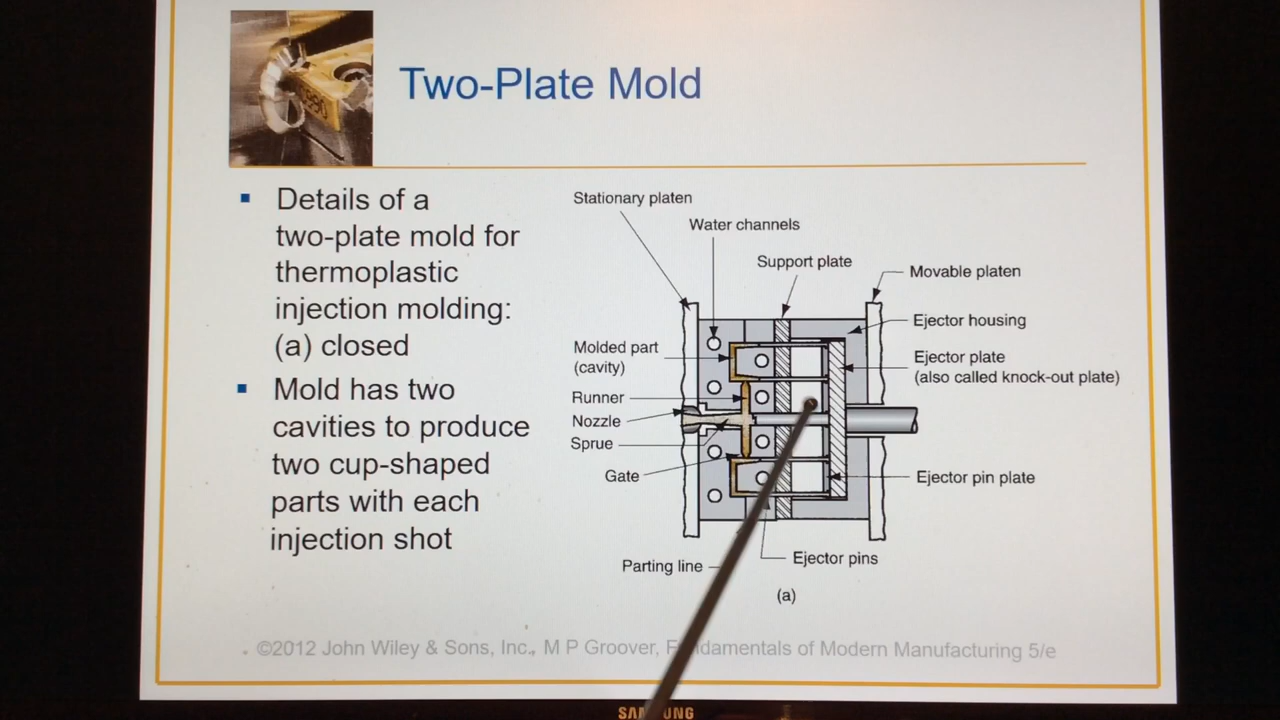 Two-Plate Mold
▪ Details of a
two-plate mold for
thermoplastic
injection molding:
(a) closed
▪ Mold has two
cavities to produce
two cup-shaped
parts with each
injection shot
Stationary platen
Water channels
Support plate
Movable platen
Ejector housing
Molded part
(cavity)
Ejector plate
(also called knock-out plate)
Runner
Nozzle
Sprue
Gate
Ejector pin plate
Ejector pins
Parting line
(a)
©2012 John Wiley & Sons, Inc., M P Groover, of Modern Manufacturing 5/e